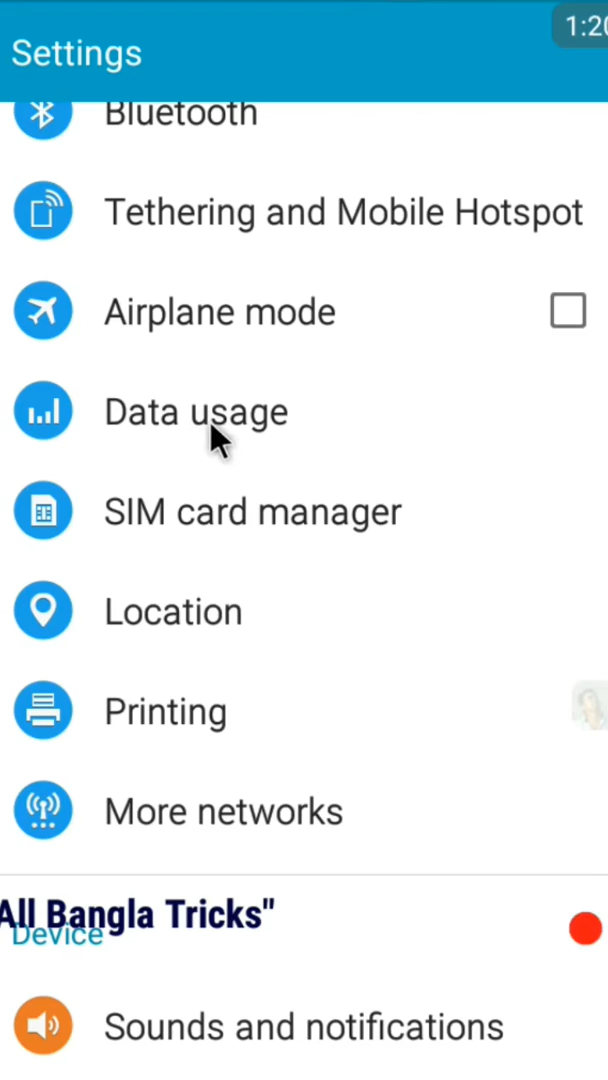 1:20
Settings
Bluetooth
Tethering and Mobile Hotspot
Airplane mode
Data usage
SIM card manager
Location
Printing
More networks
All Bangla Tricks"
Device
Sounds and notifications